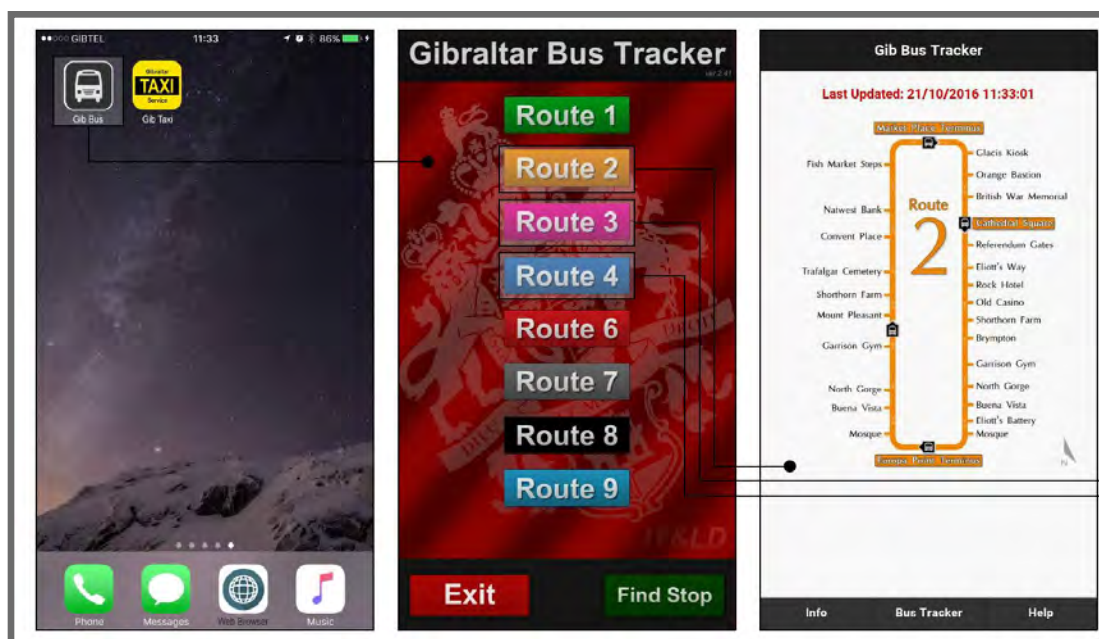 GIBTEL 11:33 86%
Gibraltar TAXI Service
Gib Bus
Gib Taxi
Phone
Messages
Web Browser
Music
Gibraltar Bus Tracker
ver 2.41
Route 1
Route 2
Route 3
Route 4
Route 6
Route 7
Route 8
Route 9
Exit
Find Stop
Gib Bus Tracker
Last Updated: 21/10/2016 11:33:01
Market Place Terminus
Fish Market Steps
Natwest Bank
Convent Place
Trafalgar Cemetery
Shorthorn Farm
Mount Pleasant
Garrison Gym
North Gorge
Buena Vista
Mosque
Route
2
Glacis Kiosk
Orange Bastion
British War Memorial
Cathedral Square
Referendum Gates
Eliott's Way
Rock Hotel
Old Casino
Shorthorn Farm
Brympton
Garrison Gym
North Gorge
Buena Vista
Eliott's Battery
Mosque
Europa Point Terminus
N
Info
Bus Tracker
Help